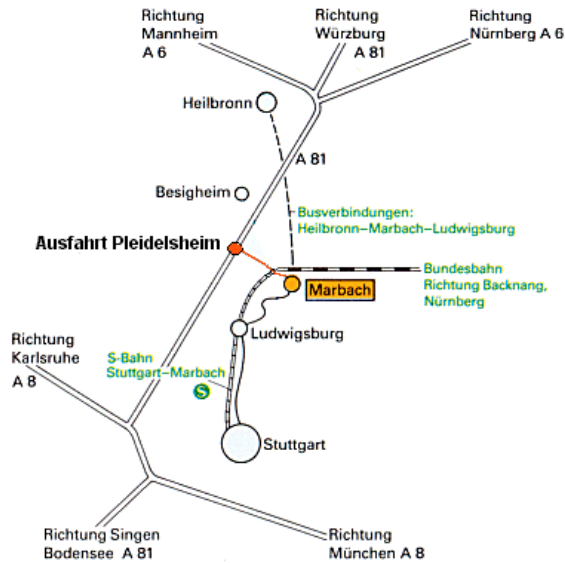 Richtung
Mannheim
A 6
Richtung
Würzburg
A 81
Richtung
Nürnberg A 6
Heilbronn
A 81
Besigheim
Busverbindungen:
Heilbronn–Marbach–Ludwigsburg
Ausfahrt Pleidelsheim
Bundesbahn
Richtung Backnang,
Nürnberg
Marbach
Richtung
Karlsruhe
A 8
Ludwigsburg
S-Bahn
Stuttgart–Marbach
S
Stuttgart
Richtung Singen
Bodensee A 81
Richtung
München A 8